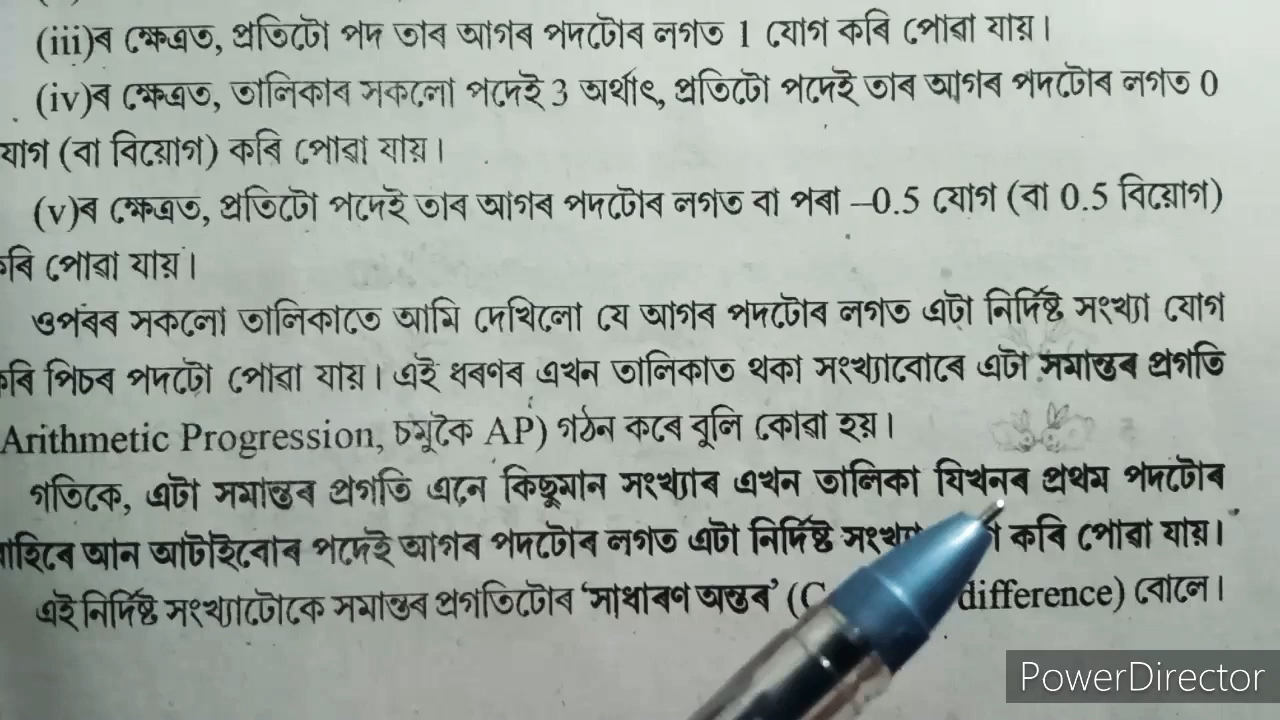 (iii)ৰ ক্ষেত্ৰত, প্ৰতিটো পদ তাৰ আগৰ পদটোৰ লগত 1 যোগ কৰি পোৱা যায়।
(iv)ৰ ক্ষেত্ৰত, তালিকাৰ সকলো পদেই 3 অৰ্থাৎ, প্ৰতিটো পদেই তাৰ আগৰ পদটোৰ লগত 0
যোগ (বা বিয়োগ) কৰি পোৱা যায়।
(v)ৰ ক্ষেত্ৰত, প্ৰতিটো পদেই তাৰ আগৰ পদটোৰ লগত বা পৰা –0.5 যোগ (বা 0.5 বিয়োগ)
কৰি পোৱা যায়।
ওপৰৰ সকলো তালিকাতে আমি দেখিলো যে আগৰ পদটোৰ লগত এটা নিৰ্দিষ্ট সংখ্যা যোগ
কৰি পিচৰ পদটো পোৱা যায়। এই ধৰণৰ এখন তালিকাত থকা সংখ্যাবোৰে এটা সমান্তৰ প্ৰগতি
Arithmetic Progression, চমুকৈ AP) গঠন কৰে বুলি কোৱা হয়।
গতিকে, এটা সমান্তৰ প্ৰগতি এনে কিছুমান সংখ্যাৰ এখন তালিকা যিখনৰ প্ৰথম পদটোৰ
বাহিৰে আন আটাইবোৰ পদেই আগৰ পদটোৰ লগত এটা নিৰ্দিষ্ট কৰি পোৱা যায়।
এই নিৰ্দিষ্ট সংখ্যাটোকে সমান্তৰ প্ৰগতিটোৰ ‘সাধাৰণ অন্তৰ’ difference) বোলে।
PowerDirector